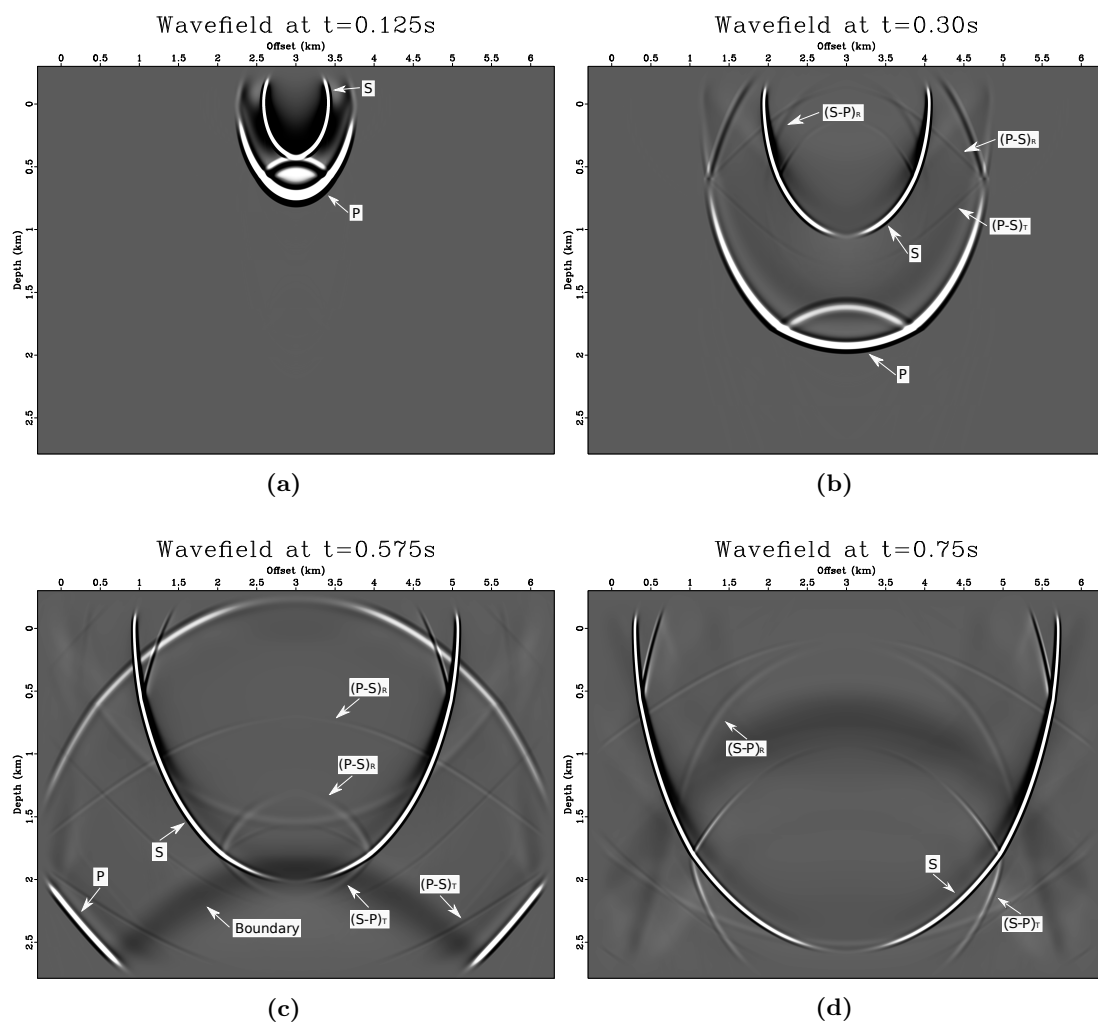 Wavefield at t=0.125s
Offset (km)
0 0.5 1 1.5 2 2.5 3 3.5 4 4.5 5 5.5 6
Depth (km)
0
0.5
1
1.5
2
2.5
S
P
(a)
Wavefield at t=0.30s
Offset (km)
0 0.5 1 1.5 2 2.5 3 3.5 4 4.5 5 5.5 6
Depth (km)
0
0.5
1
1.5
2
2.5
(S-P)R
(P-S)R
(P-S)T
S
P
(b)
Wavefield at t=0.575s
Offset (km)
0 0.5 1 1.5 2 2.5 3 3.5 4 4.5 5 5.5 6
Depth (km)
0
0.5
1
1.5
2
2.5
(P-S)R
(P-S)R
S
P
(P-S)T
(S-P)T
Boundary
(c)
Wavefield at t=0.75s
Offset (km)
0 0.5 1 1.5 2 2.5 3 3.5 4 4.5 5 5.5 6
Depth (km)
0
0.5
1
1.5
2
2.5
(S-P)R
S
(S-P)T
(d)